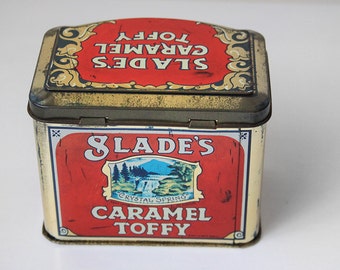 SLADE'S
CARAMEL
TOFFY
SLADE'S
CRYSTAL SPRING
CARAMEL
TOFFY